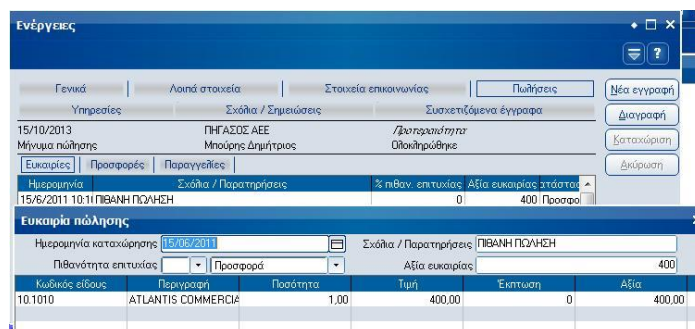 Ενέργειες
Γενικά Λοιπά στοιχεία Στοιχεία επικοινωνίας Πωλήσεις Νέα εγγραφή
Υπηρεσίες Σχόλια / Σημειώσεις Συσχετιζόμενα έγγραφα Διαγραφή
15/10/2013 ΠΗΓΑΣΟΣ ΑΕΕ Προτεραιότητα
Μήνυμα πώλησης Μπούρης Δημήτριος Ολοκληρώθηκε Καταχώριση
Ευκαιρίες Προσφορές Παραγγελίες Ακύρωση
Ημερομηνία Σχόλια / Παρατηρήσεις % πιθαν. επιτυχίας Αξία ευκαιρίας
15/6/2011 10:1 ΠΙΘΑΝΗ ΠΩΛΗΣΗ 0 400 Προσφο
Ευκαιρία πώλησης
Ημερομηνία καταχώρησης 15/06/2011 Σχόλια / Παρατηρήσεις ΠΙΘΑΝΗ ΠΩΛΗΣΗ
Πιθανότητα επιτυχίας Προσφορά Αξία ευκαιρίας 400
Κωδικός είδους Περιγραφή Ποσότητα Τιμή Έκπτωση Αξία
10.1010 ATLANTIS COMMERCIA 1,00 400,00 0 400,00